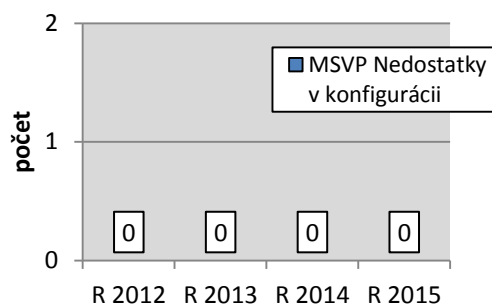 2
MSVP Nedostatky
v konfigurácii
počet
1
0 0 0 0
0
R 2012 R 2013 R 2014 R 2015